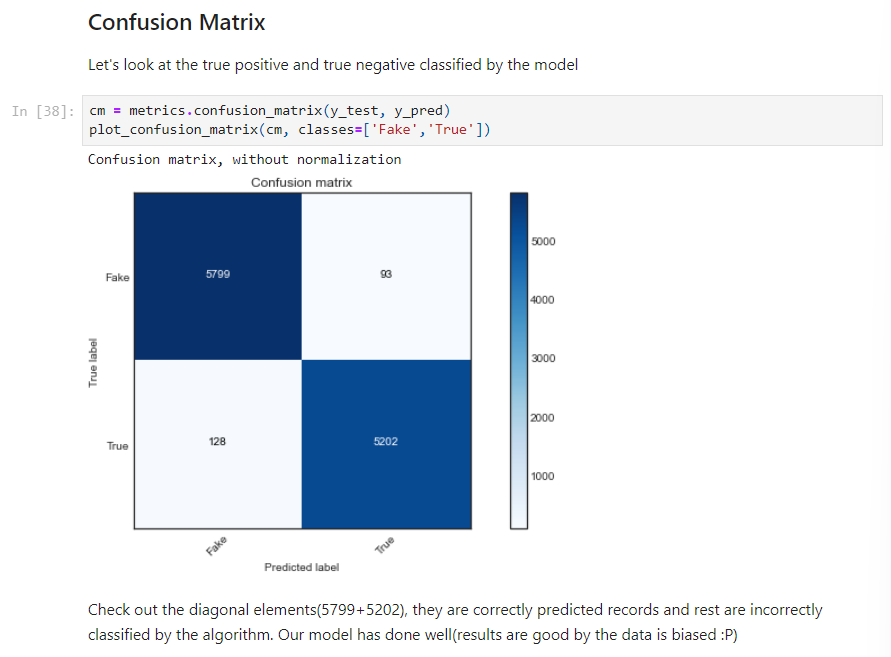 Confusion Matrix
Let's look at the true positive and true negative classified by the model
In [38]:
cm = metrics.confusion_matrix(y_test, y_pred)
plot_confusion_matrix(cm, classes=['Fake','True'])
Confusion matrix, without normalization
Confusion matrix
Fake
5799
93
True label
True
128
5202
Fake
True
Predicted label
5000
4000
3000
2000
1000
Check out the diagonal elements(5799+5202), they are correctly predicted records and rest are incorrectly
classified by the algorithm. Our model has done well(results are good by the data is biased :P)